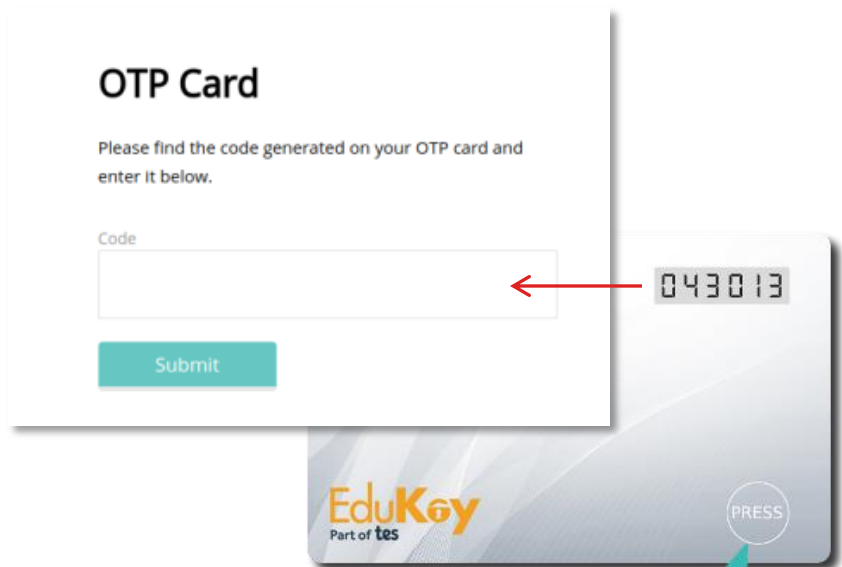 OTP Card
Please find the code generated on your OTP card and
enter it below.
Code
043013
Submit
EduKey
Part of tes
PRESS